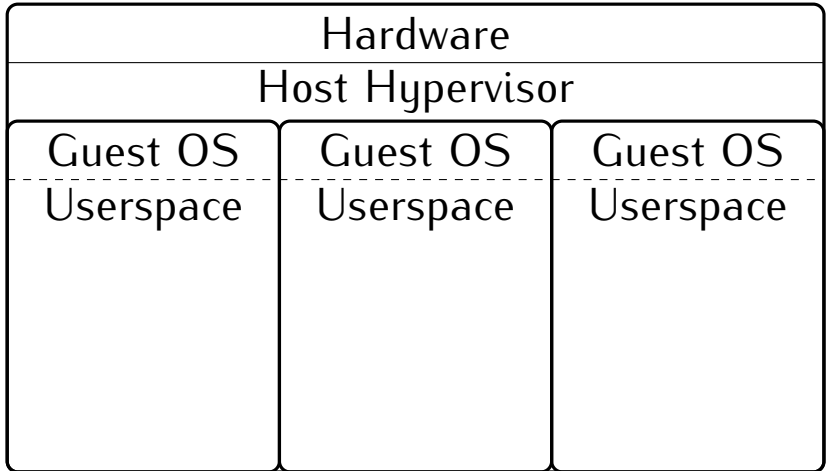 Hardware
Host Hypervisor
Guest OS
Userspace
Guest OS
Userspace
Guest OS
Userspace